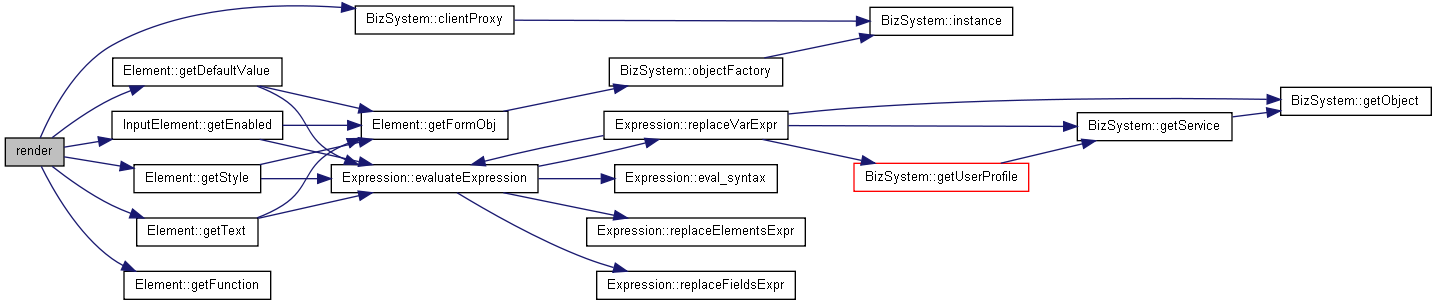 render
BizSystem::clientProxy
Element::getDefaultValue
InputElement::getEnabled
Element::getStyle
Element::getText
Element::getFunction
Element::getFormObj
Expression::evaluateExpression
BizSystem::objectFactory
Expression::replaceVarExpr
Expression::eval_syntax
Expression::replaceElementsExpr
Expression::replaceFieldsExpr
BizSystem::instance
BizSystem::getUserProfile
BizSystem::getService
BizSystem::getObject